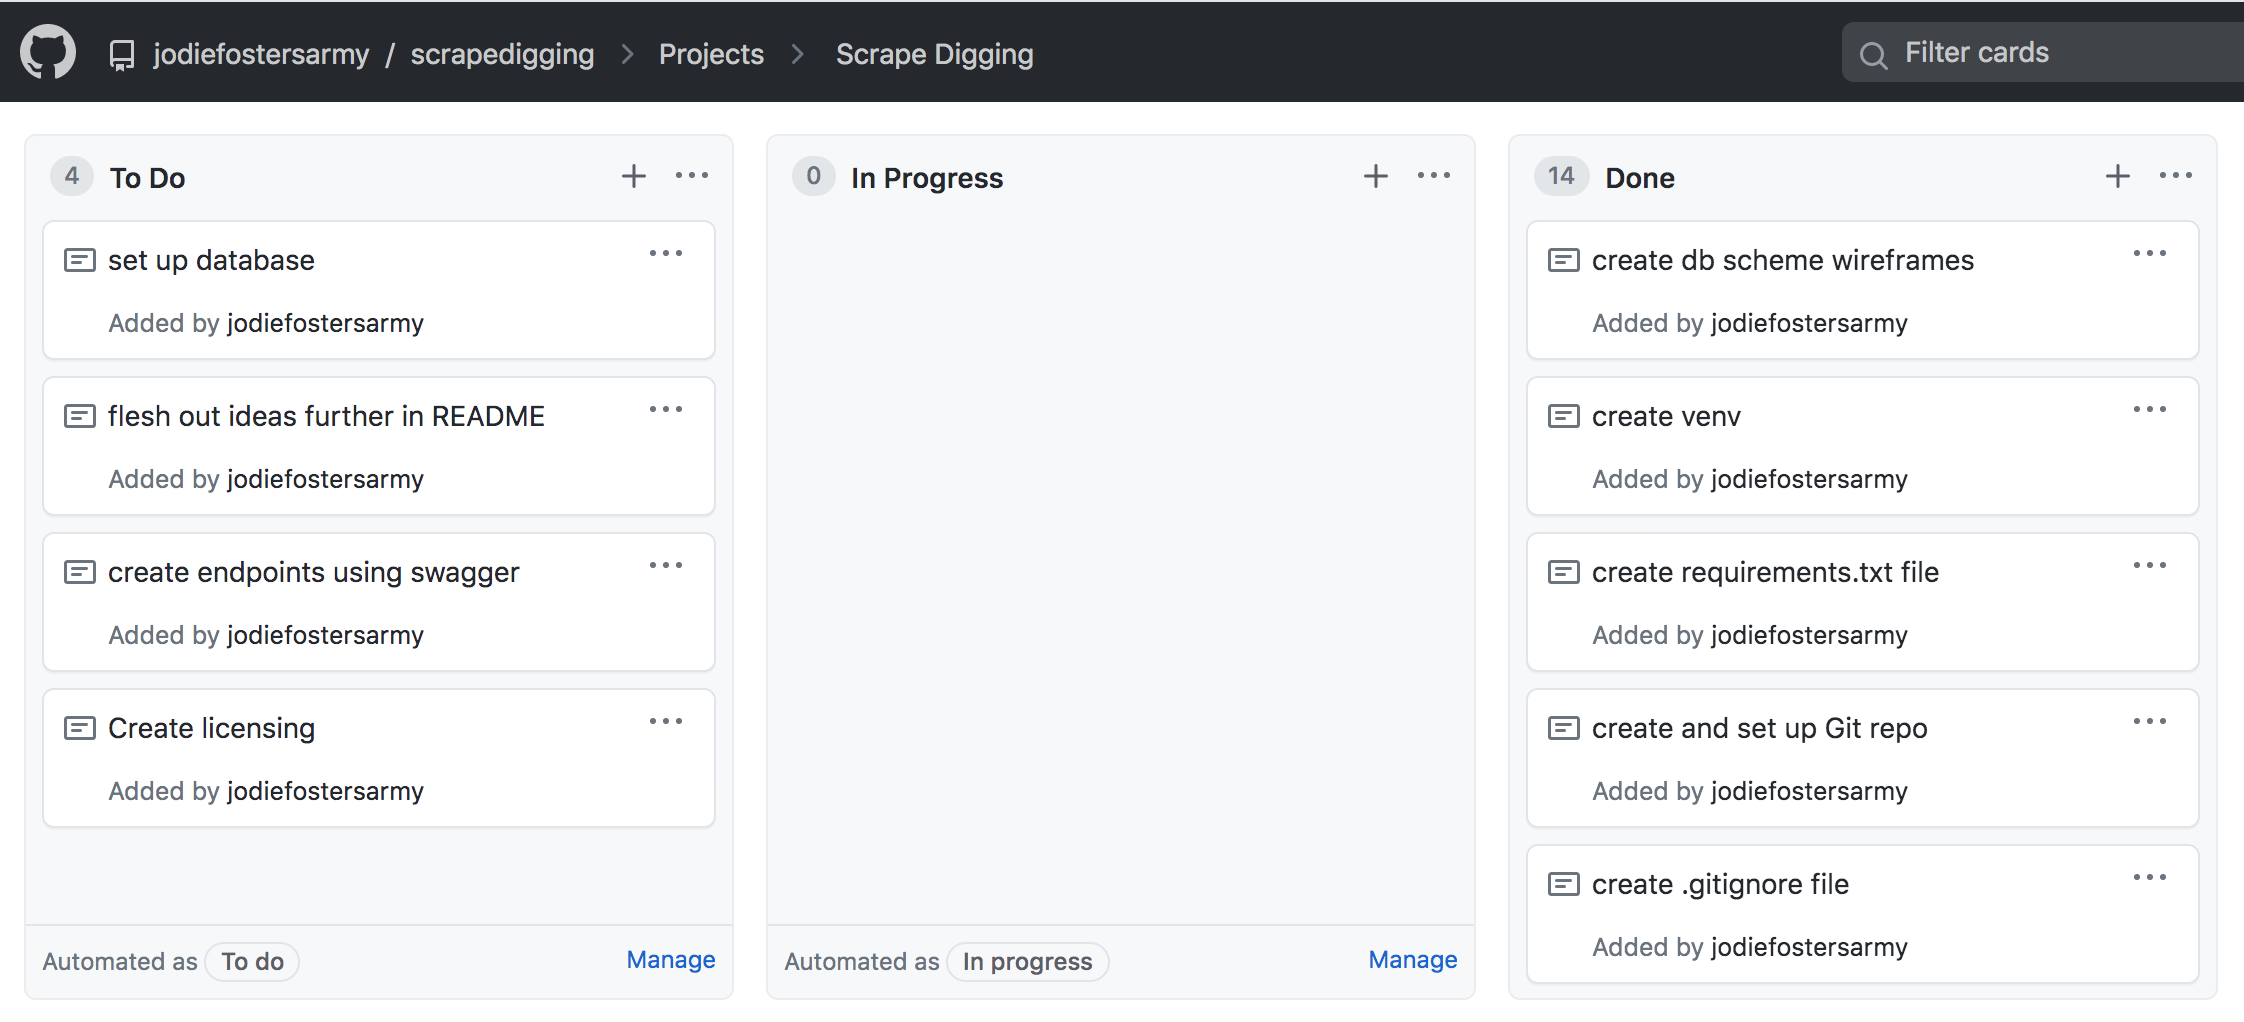 jodiefostersarmy / scrapedigging > Projects > Scrape Digging
Filter cards
4 To Do
set up database
Added by jodiefostersarmy
flesh out ideas further in README
Added by jodiefostersarmy
create endpoints using swagger
Added by jodiefostersarmy
Create licensing
Added by jodiefostersarmy
Automated as To do Manage
0 In Progress
Automated as In progress Manage
14 Done
create db scheme wireframes
Added by jodiefostersarmy
create venv
Added by jodiefostersarmy
create requirements.txt file
Added by jodiefostersarmy
create and set up Git repo
Added by jodiefostersarmy
create .gitignore file
Added by jodiefostersarmy